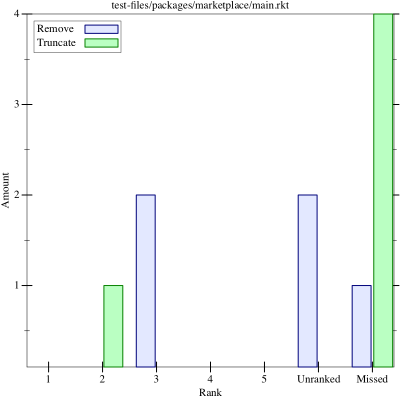 test-files/packages/marketplace/main.rkt
4
Remove
Truncate
3
2
1
Amount
1 2 3 4 5 Unranked Missed
Rank